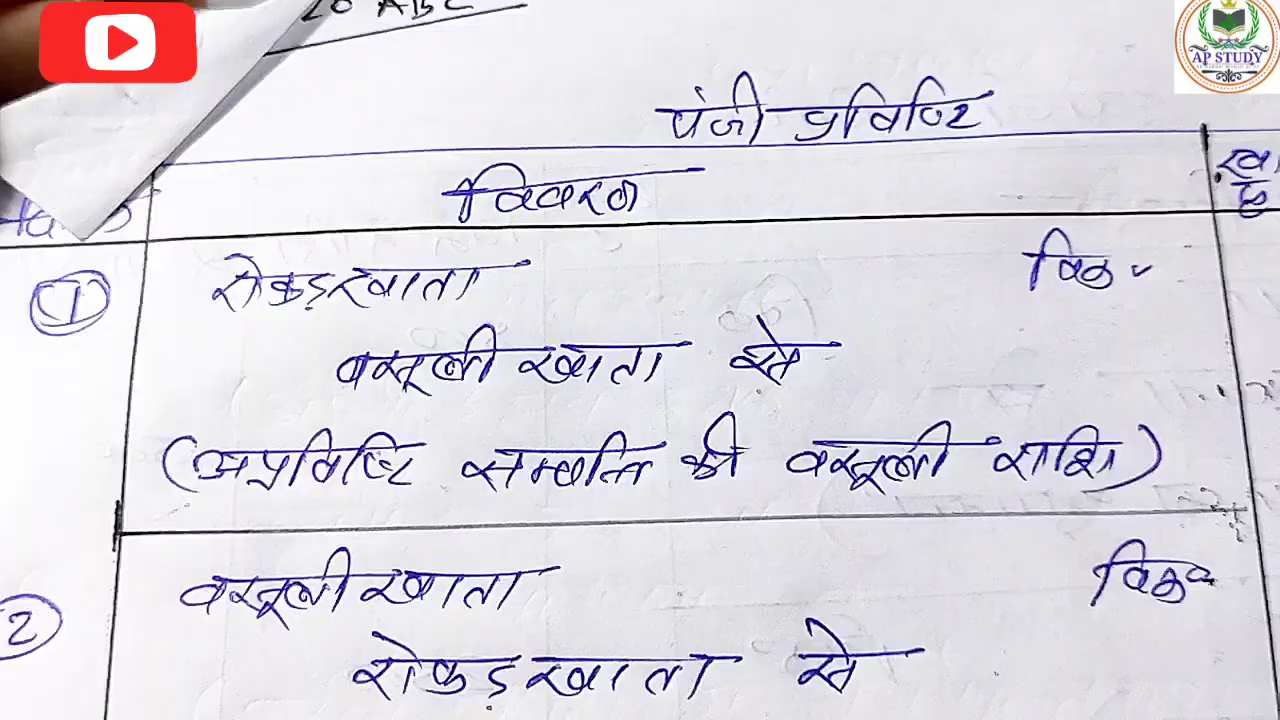 AP STUDY
पंजी प्रविष्टि
विवरण
① रोकड़ खाता विक॰
वसूली खाता से
(अप्रविष्टि सम्पत्ति की वसूली राशि)
② वसूली खाता विक॰
रोकड़ खाता से